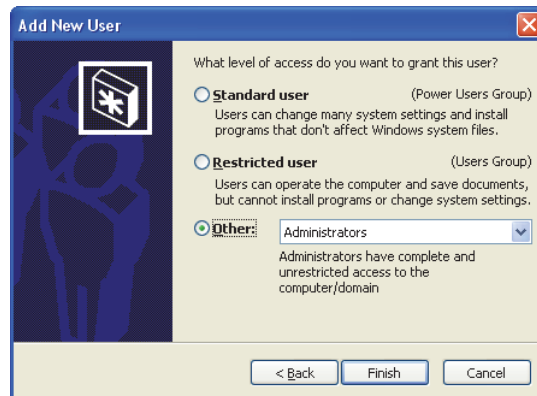 Add New User
What level of access do you want to grant this user?
Standard user (Power Users Group)
Users can change many system settings and install
programs that don't affect Windows system files.
Restricted user (Users Group)
Users can operate the computer and save documents,
but cannot install programs or change system settings.
Other: Administrators
Administrators have complete and
unrestricted access to the
computer/domain
< Back Finish Cancel